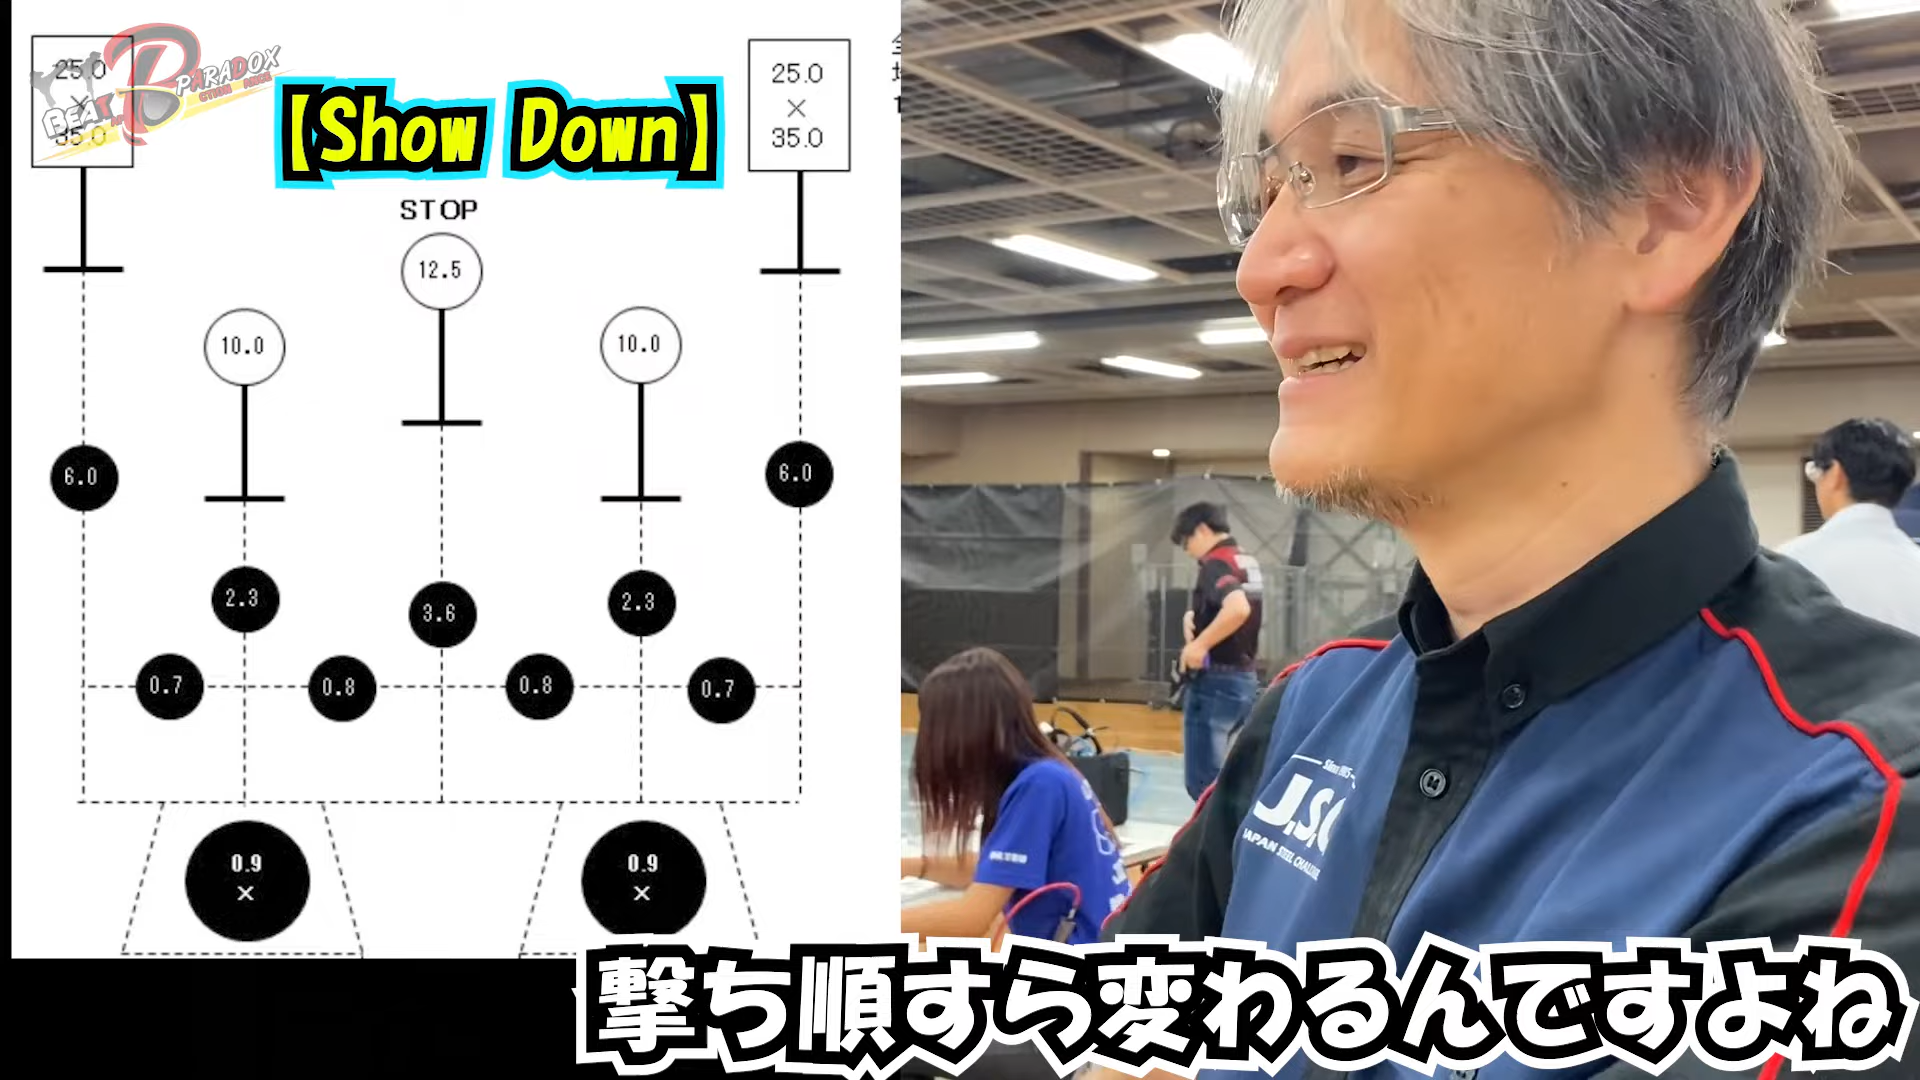 BEAT
PARADOX
25.0
×
35.0
【Show Down】
25.0
×
35.0
STOP
12.5
10.0
10.0
6.0
6.0
2.3
3.6
2.3
0.7
0.8
0.8
0.7
0.9
×
0.9
×
Since 1985
J.S.C
JAPAN STEEL CHALLENGE
撃ち順すら変わるんですよね